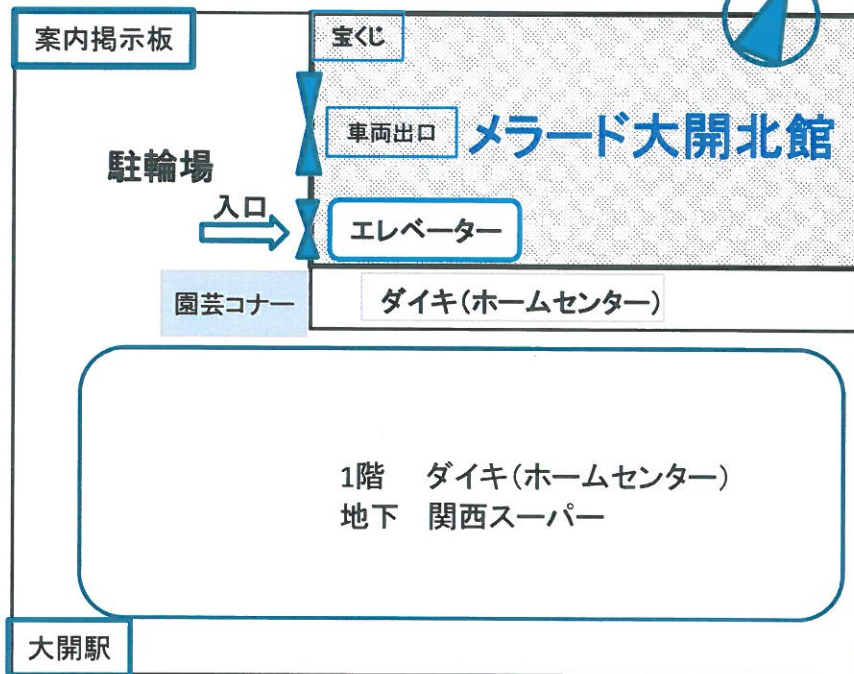 案内掲示板
宝くじ
車両出口
メラード大開北館
駐輪場
入口
エレベーター
園芸コナー
ダイキ(ホームセンター)
1階 ダイキ(ホームセンター)
地下 関西スーパー
大開駅